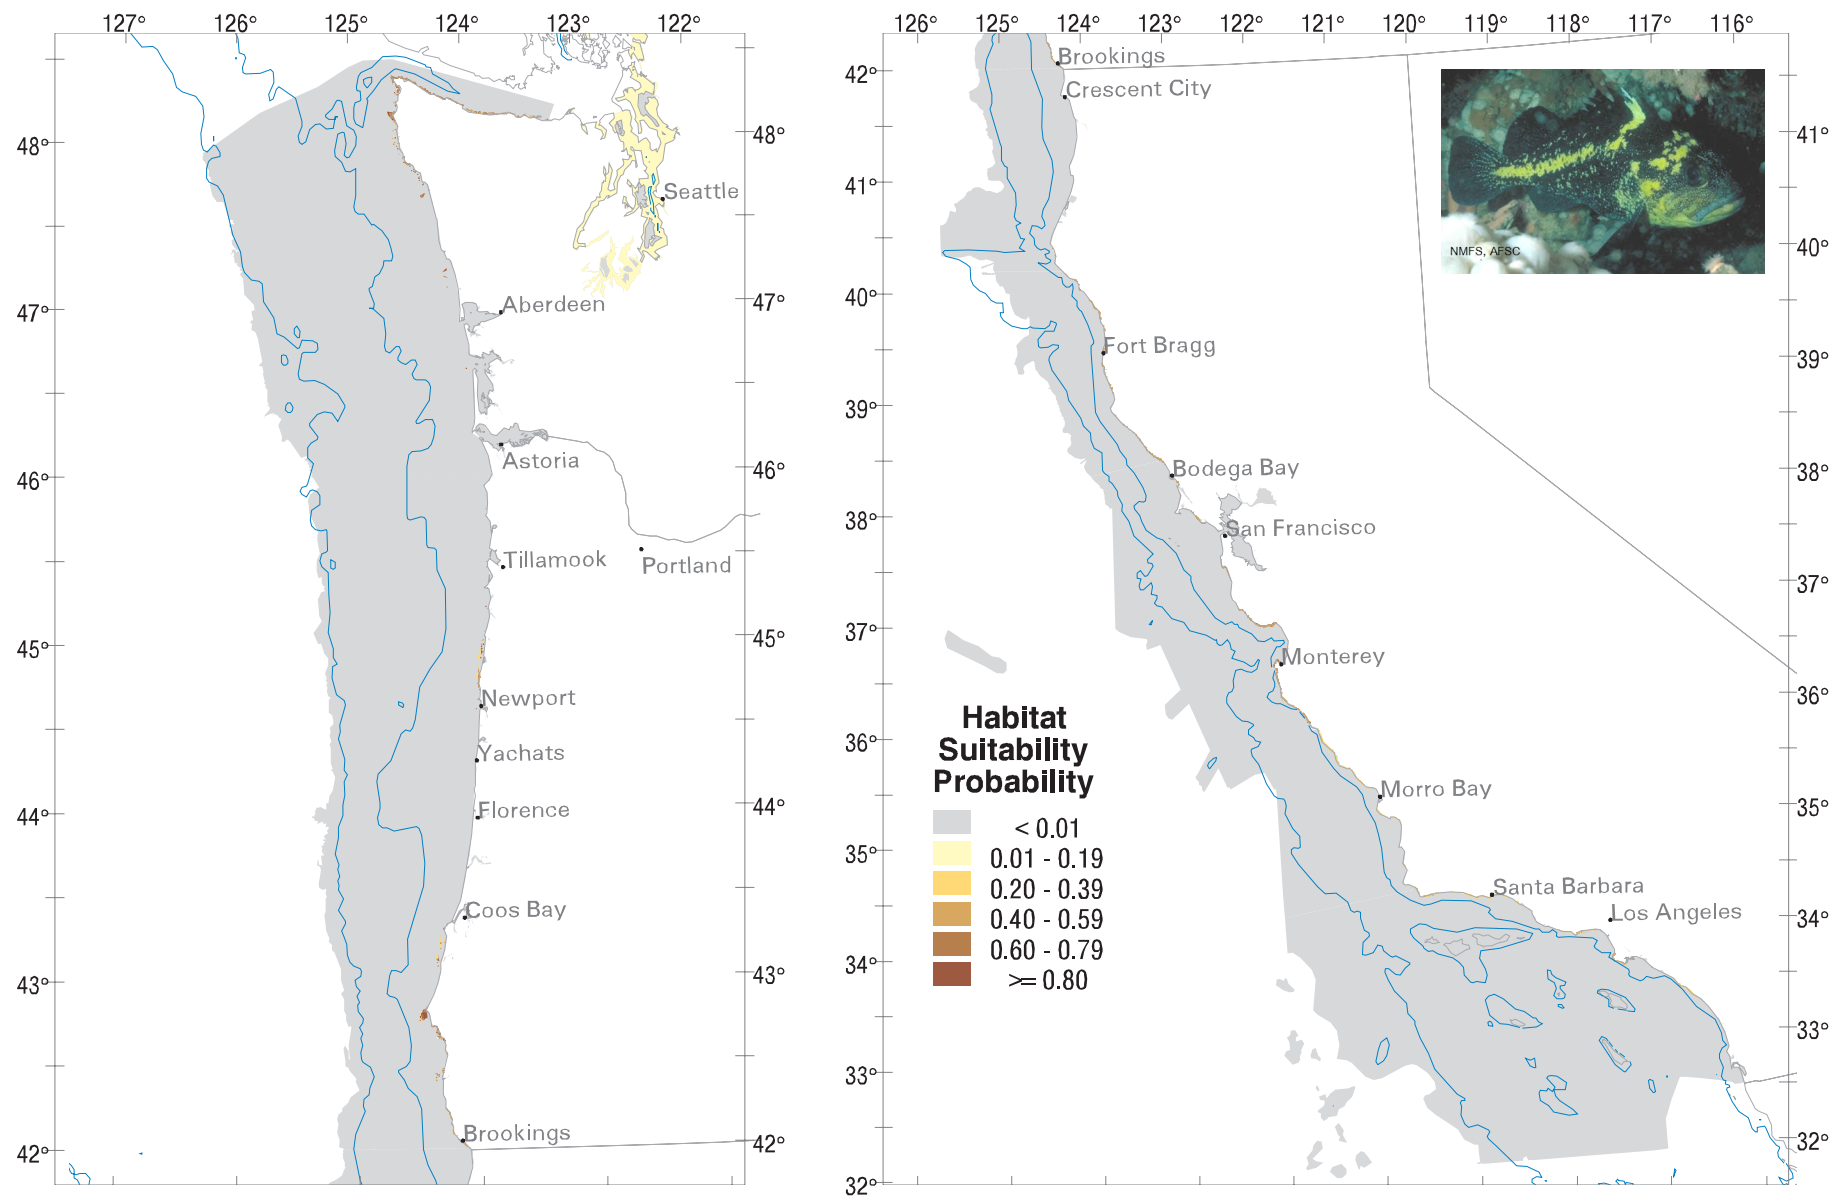 127° 126° 125° 124° 123° 122°
48° 48°
Seattle
47° 47°
Aberdeen
Astoria
46° 46°
Tillamook
Portland
45° 45°
Newport
Yachats
44° 44°
Florence
Coos Bay
43° 43°
Brookings
42° 42°
126° 125° 124° 123° 122° 121° 120° 119° 118° 117° 116°
Brookings
42°
Crescent City
41°
41°
40°
NMFS, AFSC
40°
Fort Bragg
39°
39°
Bodega Bay
38°
38°
San Francisco
37°
37°
Monterey
36°
36°
Habitat
Suitability
Probability
< 0.01
0.01 - 0.19
0.20 - 0.39
0.40 - 0.59
0.60 - 0.79
>= 0.80
Morro Bay
35°
35°
Santa Barbara
Los Angeles
34°
34°
33°
33°
32°
32°